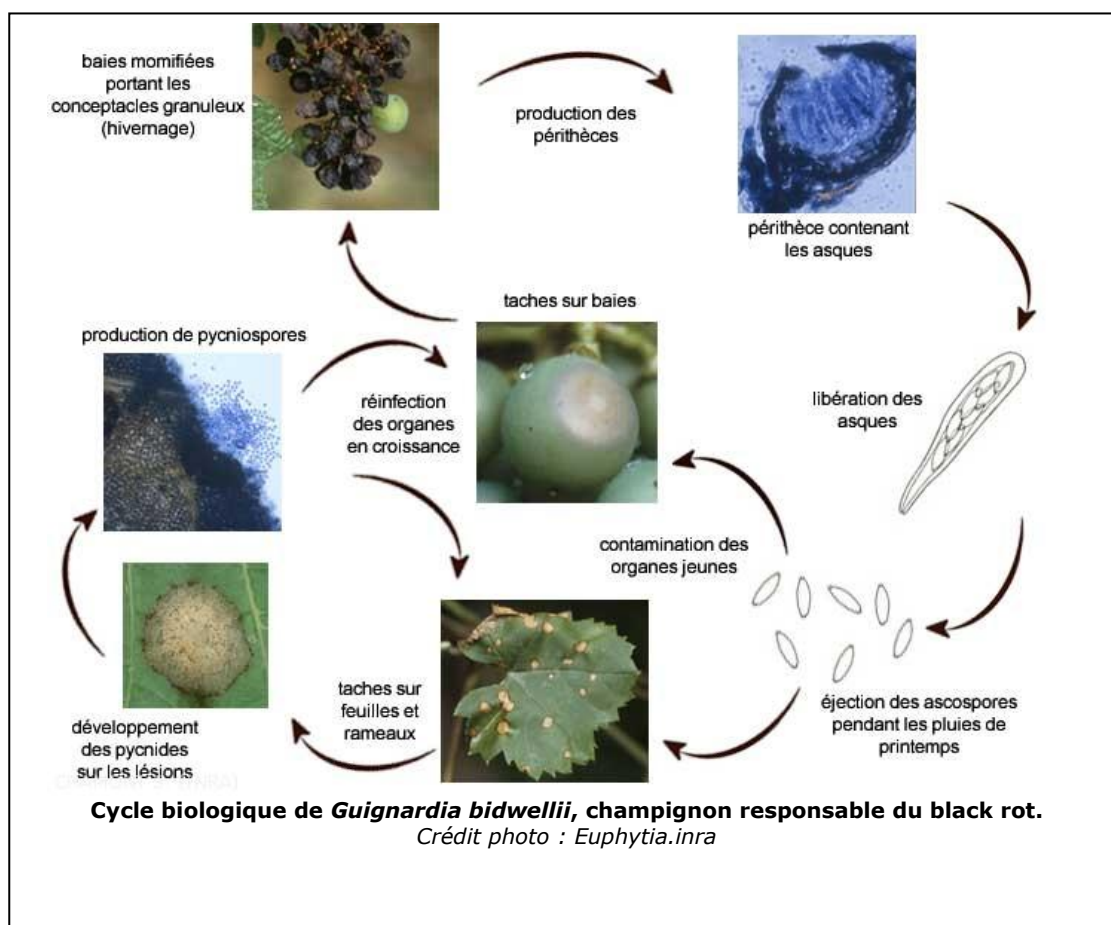 baies momifiées
portant les
conceptacles granuleux
(hivernage)
production des
périthèces
périthèce contenant
les asques
taches sur baies
production de pycniospores
réinfection
des organes
en croissance
libération des
asques
contamination des
organes jeunes
taches sur
feuilles et
rameaux
éjection des ascospores
pendant les pluies de
printemps
développement
des pycnides
sur les lésions
(INRA)
Cycle biologique de Guignardia bidwellii, champignon responsable du black rot.
Crédit photo : Euphytia.inra